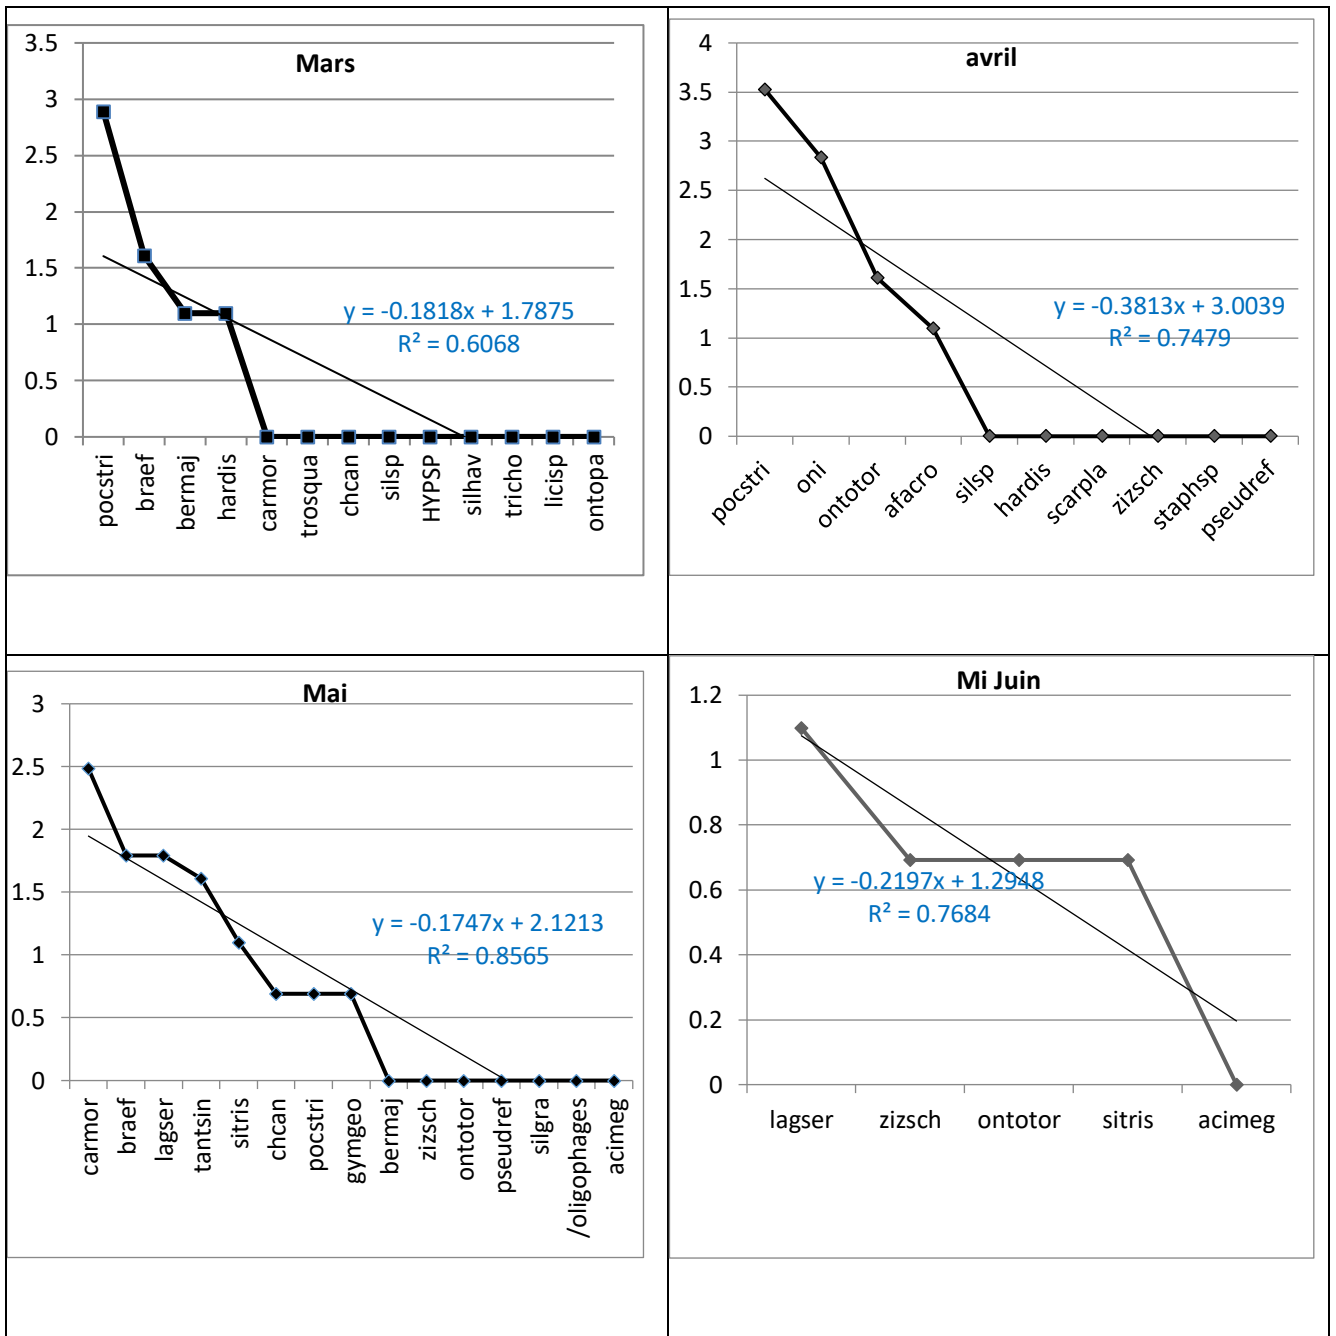 Mars
3.5
3
2.5
2
1.5
1
0.5
0
y = -0.1818x + 1.7875
R² = 0.6068
pocstri
braef
bermaj
hardis
carmor
trosqua
chcan
silsp
HYPSP
silhav
tricho
licisp
ontopa
avril
4
3.5
3
2.5
2
1.5
1
0.5
0
y = -0.3813x + 3.0039
R² = 0.7479
pocstri
oni
ontotor
afacro
silsp
hardis
scarpla
zizsch
staphsp
pseudref
Mai
3
2.5
2
1.5
1
0.5
0
y = -0.1747x + 2.1213
R² = 0.8565
carmor
braef
lagser
tantsin
sitris
chcan
pocstri
gymgeo
bermaj
zizsch
ontotor
pseudref
silgra
/oligophages
acimeg
Mi Juin
1.2
1
0.8
0.6
0.4
0.2
0
y = -0.2197x + 1.2948
R² = 0.7684
lagser zizsch ontotor sitris acimeg